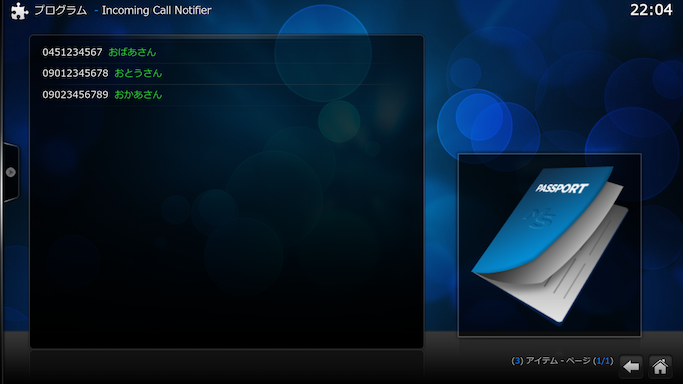 プログラム - Incoming Call Notifier
22:04
0451234567 おばあさん
09012345678 おとうさん
09023456789 おかあさん
PASSPORT
(3) アイテム - ページ (1/1)